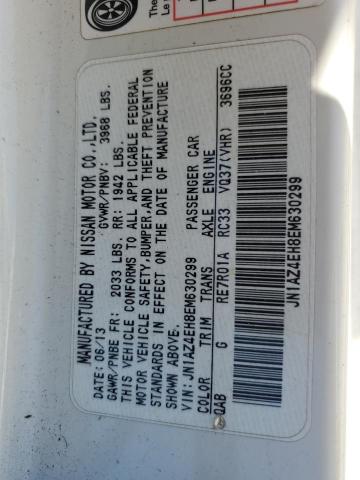 The
Le
MANUFACTURED BY NISSAN MOTOR CO.,LTD.
DATE: 06/13 GVWR/PNBV: 3968 LBS.
GAWR/PNBE FR: 2033 LBS. RR: 1942 LBS.
THIS VEHICLE CONFORMS TO ALL APPLICABLE FEDERAL
MOTOR VEHICLE SAFETY,BUMPER,AND THEFT PREVENTION
STANDARDS IN EFFECT ON THE DATE OF MANUFACTURE
SHOWN ABOVE.
VIN: JN1AZ4EH8EM630299 PASSENGER CAR
COLOR TRIM TRANS AXLE ENGINE
QAB G RE7R01A RC33 VQ37(VHR) 3696CC
JN1AZ4EH8EM630299